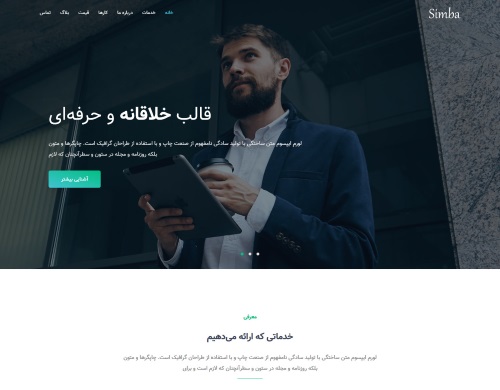 Simba
خانه
خدمات
درباره ما
کارها
قیمت
بلاگ
تماس
قالب خلاقانه و حرفه‌ای
لورم ایپسوم متن ساختگی با تولید سادگی نامفهوم از صنعت چاپ و با استفاده از طراحان گرافیک است. چاپگرها و متون
بلکه روزنامه و مجله در ستون و سطرآنچنان که لازم
آشنایی بیشتر
معرفی
خدماتی که ارائه می‌دهیم
لورم ایپسوم متن ساختگی با تولید سادگی نامفهوم از صنعت چاپ و با استفاده از طراحان گرافیک است. چاپگرها و متون
بلکه روزنامه و مجله در ستون و سطرآنچنان که لازم است و برای